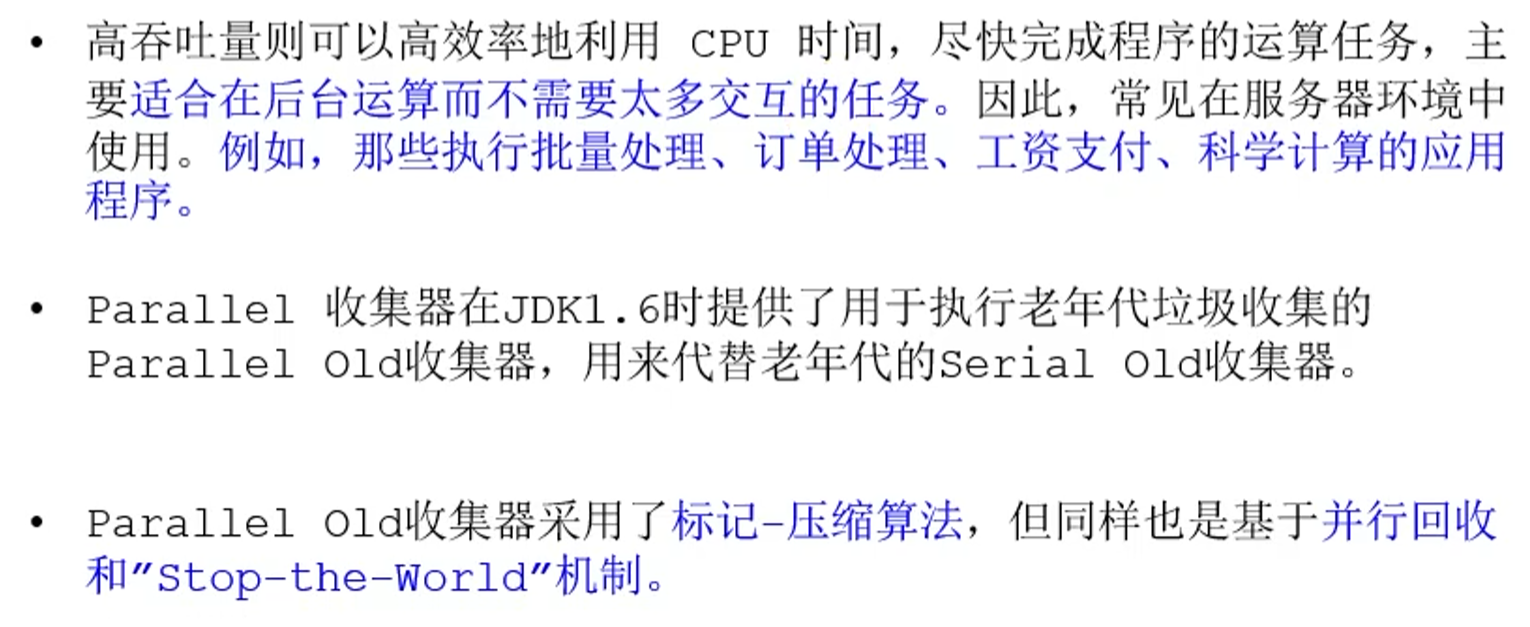 • 高吞吐量则可以高效率地利用 CPU 时间，尽快完成程序的运算任务，主
要适合在后台运算而不需要太多交互的任务。因此，常见在服务器环境中
使用。例如，那些执行批量处理、订单处理、工资支付、科学计算的应用
程序。
• Parallel 收集器在JDK1.6时提供了用于执行老年代垃圾收集的
Parallel Old收集器，用来代替老年代的Serial Old收集器。
• Parallel Old收集器采用了标记-压缩算法，但同样也是基于并行回收
和”Stop-the-World”机制。